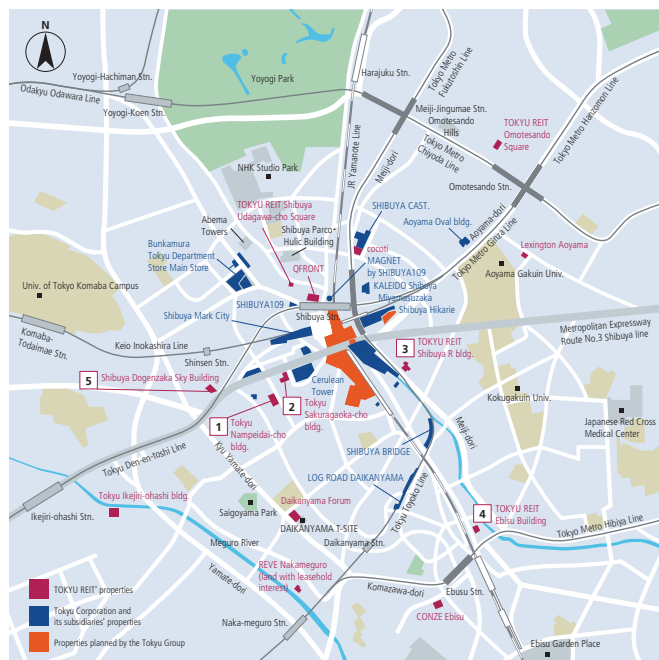 N
Yoyogi-Hachiman Stn.
Odakyu Odawara Line
Yoyogi-Koen Stn.
Yoyogi Park
Harajuku Stn.
Tokyo Metro
Fukutoshin Line
Meiji-Jingumae Stn.
Omotesando
Hills
TOKYU REIT
Omotesando
Square
Tokyo Metro Hanzomon Line
Tokyo Metro
Chiyoda Line
JR Yamanote Line
Meiji-dori
Omotesando Stn.
NHK Studio Park
TOKYU REIT Shibuya
Udagawa-cho Square
SHIBUYA CAST.
Aoyama Oval bldg.
Aoyama-dori
Tokyo Metro Ginza Line
Abema
Towers
Shibuya Parco
Hulic Building
Bunkamura
Tokyu Department
Store Main Store
cocoti
MAGNET
by SHIBUYA109
Lexington Aoyama
QFRONT
KALEIDO Shibuya
Miyamasuzaka
Aoyama Gakuin Univ.
Univ. of Tokyo Komaba Campus
SHIBUYA109
Shibuya Hikarie
Shibuya Mark City
Shibuya Stn.
Metropolitan Expressway
Route No.3 Shibuya line
Komaba-
Todaimae Stn.
Keio Inokashira Line
Shinsen Stn.
3
TOKYU REIT
Shibuya R bldg.
5
Shibuya Dogenzaka Sky Building
Cerulean
Tower
2
Tokyu
Sakuragaoka-cho
bldg.
Kokugakuin Univ.
1
Tokyu
Nampeidai-cho
bldg.
Japanese Red Cross
Medical Center
Meiji-dori
Tokyu Den-en-toshi Line
Kyu Yamate-dori
SHIBUYA BRIDGE
LOG ROAD DAIKANYAMA
Tokyu Toyoko Line
Tokyu Ikejiri-ohashi bldg.
Ikejiri-ohashi Stn.
Daikanyama Forum
Saigoyama Park
DAIKANYAMA T-SITE
4
TOKYU REIT
Ebisu Building
Tokyo Metro Hibiya Line
Meguro River
Daikanyama Stn.
Yamate-dori
REVE Nakameguro
(land with leasehold
interest)
Komazawa-dori
Ebusu Stn.
Naka-meguro Stn.
CONZE Ebisu
Ebisu Garden Place
TOKYU REIT' properties
Tokyu Corporation and
its subsidiaries' properties
Properties planned by the Tokyu Group